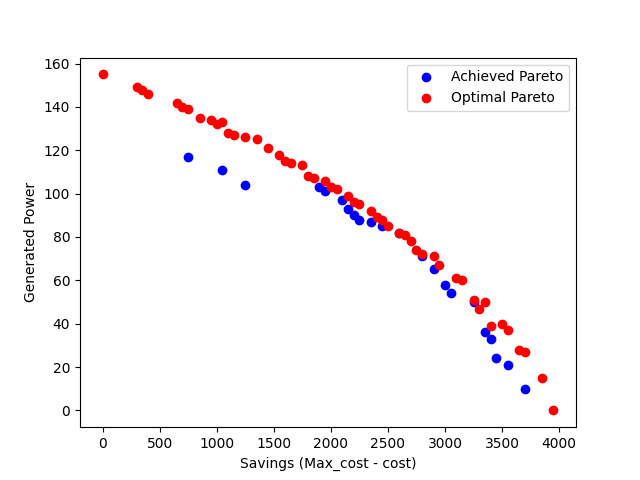 160
140
120
100
80
60
40
20
0
Generated Power
Achieved Pareto
Optimal Pareto
0 500 1000 1500 2000 2500 3000 3500 4000
Savings (Max_cost - cost)